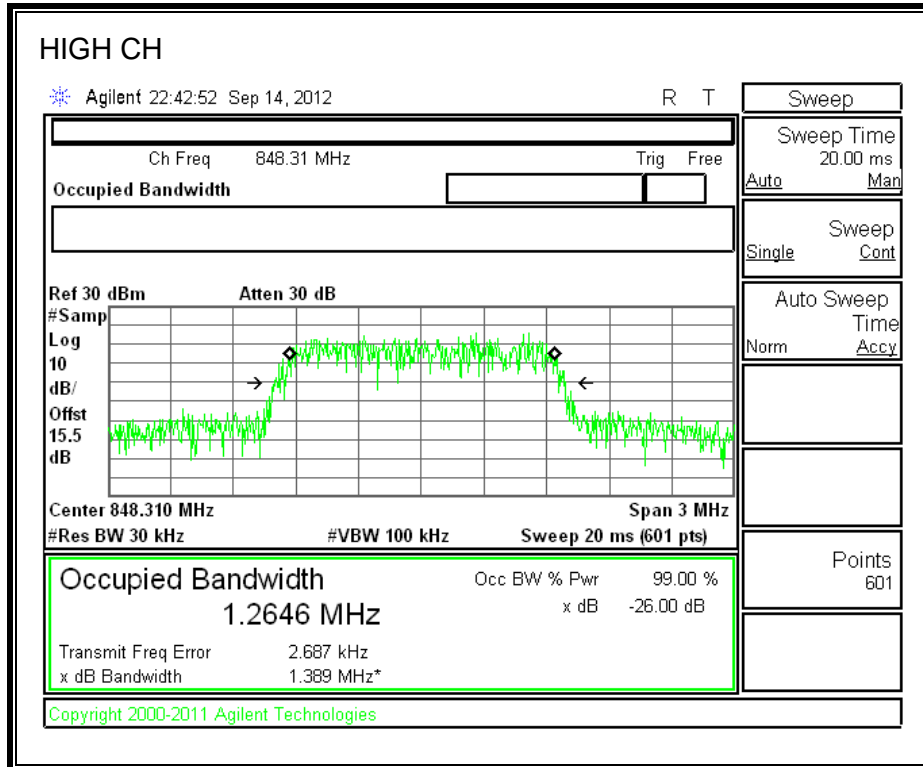 HIGH CH
Agilent 22:42:52 Sep 14, 2012 R T
Sweep
Ch Freq 848.31 MHz Trig Free
Occupied Bandwidth
Sweep Time
20.00 ms
Auto Man
Sweep
Single Cont
Auto Sweep
Time
Norm Accy
Ref 30 dBm Atten 30 dB
#Samp
Log
10
dB/
Offst
15.5
dB
Center 848.310 MHz Span 3 MHz
#Res BW 30 kHz #VBW 100 kHz Sweep 20 ms (601 pts)
Points
601
Occupied Bandwidth Occ BW % Pwr 99.00 %
1.2646 MHz x dB -26.00 dB
Transmit Freq Error 2.687 kHz
x dB Bandwidth 1.389 MHz*
Copyright 2000-2011 Agilent Technologies